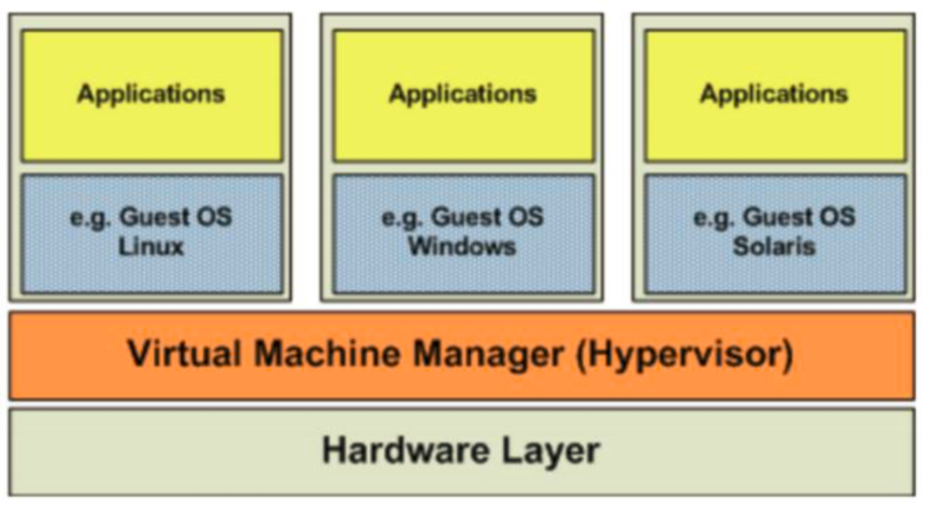 Applications
Applications
Applications
e.g. Guest OS
Linux
e.g. Guest OS
Windows
e.g. Guest OS
Solaris
Virtual Machine Manager (Hypervisor)
Hardware Layer